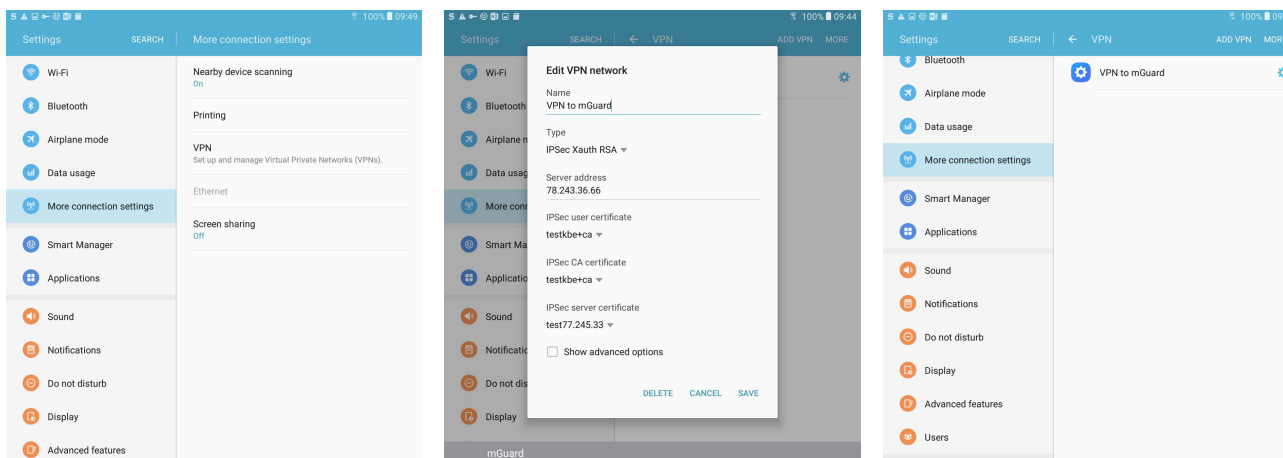 100% 09:49
Settings SEARCH More connection settings
Wi-Fi
Bluetooth
Airplane mode
Data usage
More connection settings
Smart Manager
Applications
Sound
Notifications
Do not disturb
Display
Advanced features
Nearby device scanning
On
Printing
VPN
Set up and manage Virtual Private Networks (VPNs).
Ethernet
Screen sharing
Off
100% 09:44
Settings SEARCH VPN ADD VPN MORE
Wi-Fi
Bluetooth
Airplane n
Data usag
More conn
Smart Ma
Applicatio
Sound
Notificatio
Do not dis
Display
mGuard
Edit VPN network
Name
VPN to mGuard
Type
IPSec Xauth RSA
Server address
78.243.36.66
IPSec user certificate
testkbe+ca
IPSec CA certificate
testkbe+ca
IPSec server certificate
test77.245.33
Show advanced options
DELETE CANCEL SAVE
100% 09
Settings SEARCH VPN ADD VPN MOR
Bluetooth
Airplane mode
Data usage
More connection settings
Smart Manager
Applications
Sound
Notifications
Do not disturb
Display
Advanced features
Users
VPN to mGuard